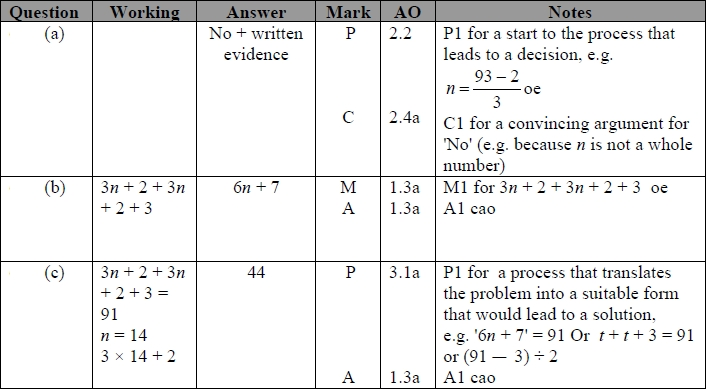 Question Working Answer Mark AO Notes
(a) No + written P 2.2 P1 for a start to the process that
evidence leads to a decision, e.g.
n = 93 – 2 / 3 oe
C 2.4a C1 for a convincing argument for
'No' (e.g. because n is not a whole
number)
(b) 3n + 2 + 3n 6n + 7 M 1.3a M1 for 3n + 2 + 3n + 2 + 3 oe
+ 2 + 3 A 1.3a A1 cao
(c) 3n + 2 + 3n 44 P 3.1a P1 for a process that translates
+ 2 + 3 = the problem into a suitable form
91 that would lead to a solution,
n = 14 e.g. '6n + 7' = 91 Or t + t + 3 = 91
3 × 14 + 2 or (91 — 3) ÷ 2
A 1.3a A1 cao